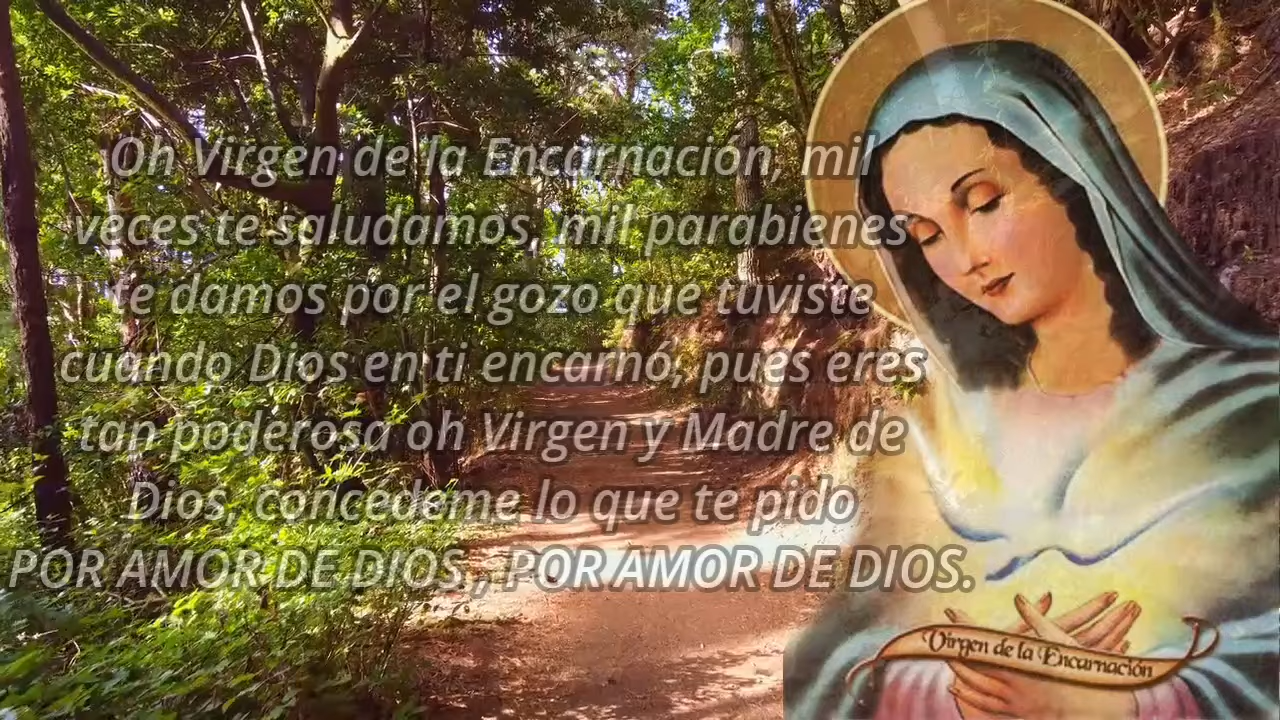 Oh Virgen de la Encarnación, mil
veces te saludamos, mil parabienes
te damos por el gozo que tuviste
cuando Dios en ti encarnó, pues eres
tan poderosa oh Virgen y Madre de
Dios, concedeme lo que te pido
POR AMOR DE DIOS , POR AMOR DE DIOS.
Virgen de la Encarnación